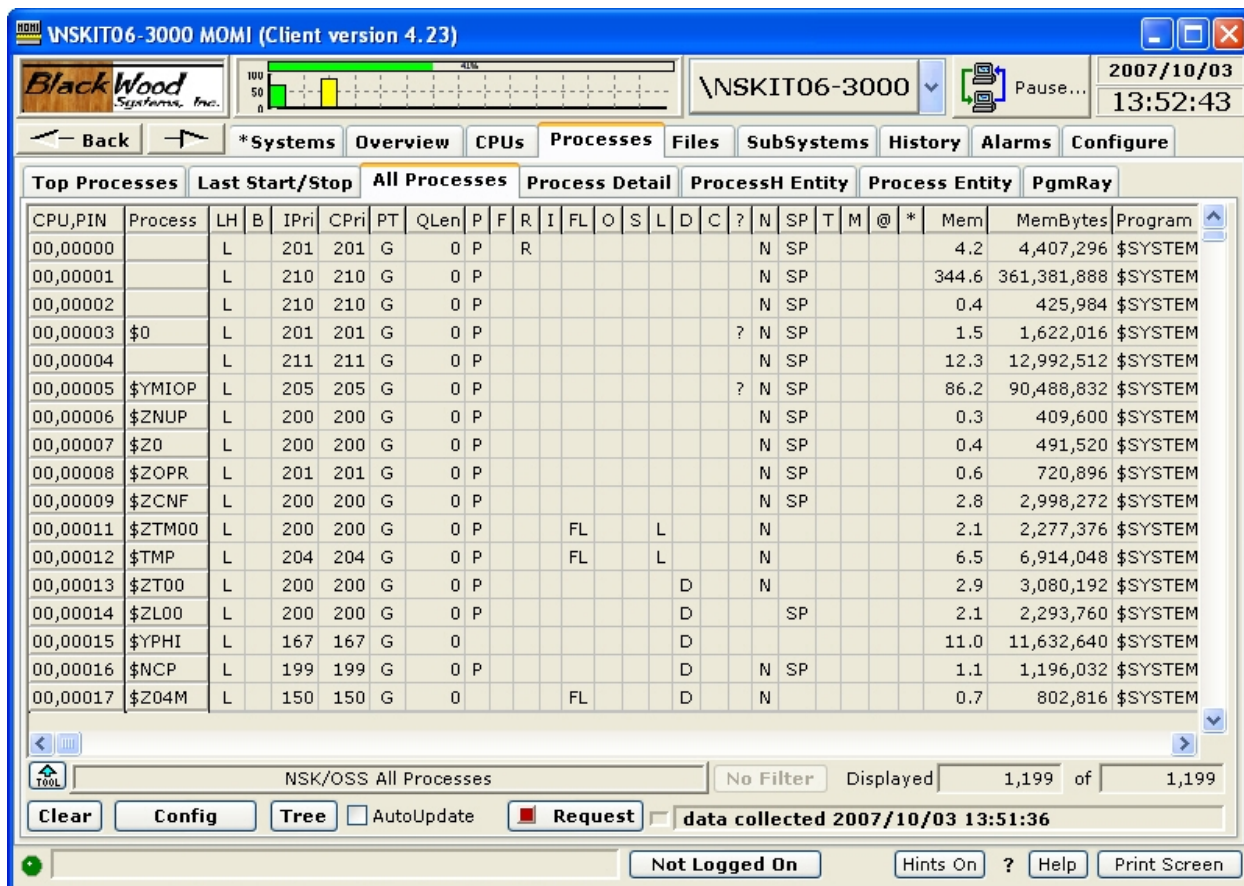 MOMI \NSKIT06-3000 MOMI (Client version 4.23)
BlackWood
Systems, Inc.
100
50
0
41%
\NSKIT06-3000
Pause...
2007/10/03
13:52:43
Back
*Systems Overview CPUs Processes Files SubSystems History Alarms Configure
Top Processes Last Start/Stop All Processes Process Detail ProcessH Entity Process Entity PgmRay
CPU,PIN Process LH B IPri CPri PT QLen P F R I FL O S L D C ? N SP T M @ * Mem MemBytes Program
00,00000 L 201 201 G 0 P R N SP 4.2 4,407,296 $SYSTEM
00,00001 L 210 210 G 0 P N SP 344.6 361,381,888 $SYSTEM
00,00002 L 210 210 G 0 P N SP 0.4 425,984 $SYSTEM
00,00003 $0 L 201 201 G 0 P ? N SP 1.5 1,622,016 $SYSTEM
00,00004 L 211 211 G 0 P N SP 12.3 12,992,512 $SYSTEM
00,00005 $YMIOP L 205 205 G 0 P ? N SP 86.2 90,488,832 $SYSTEM
00,00006 $ZNUP L 200 200 G 0 P N SP 0.3 409,600 $SYSTEM
00,00007 $Z0 L 200 200 G 0 P N SP 0.4 491,520 $SYSTEM
00,00008 $ZOPR L 201 201 G 0 P N SP 0.6 720,896 $SYSTEM
00,00009 $ZCNF L 200 200 G 0 P N SP 2.8 2,998,272 $SYSTEM
00,00011 $ZTM00 L 200 200 G 0 P FL L N 2.1 2,277,376 $SYSTEM
00,00012 $TMP L 204 204 G 0 P FL L N 6.5 6,914,048 $SYSTEM
00,00013 $ZT00 L 200 200 G 0 P D N 2.9 3,080,192 $SYSTEM
00,00014 $ZL00 L 200 200 G 0 P D SP 2.1 2,293,760 $SYSTEM
00,00015 $YPHI L 167 167 G 0 D 11.0 11,632,640 $SYSTEM
00,00016 $NCP L 199 199 G 0 P D N SP 1.1 1,196,032 $SYSTEM
00,00017 $Z04M L 150 150 G 0 FL D N 0.7 802,816 $SYSTEM
TOOL NSK/OSS All Processes No Filter Displayed 1,199 of 1,199
Clear Config Tree AutoUpdate Request data collected 2007/10/03 13:51:36
Not Logged On Hints On ? Help Print Screen